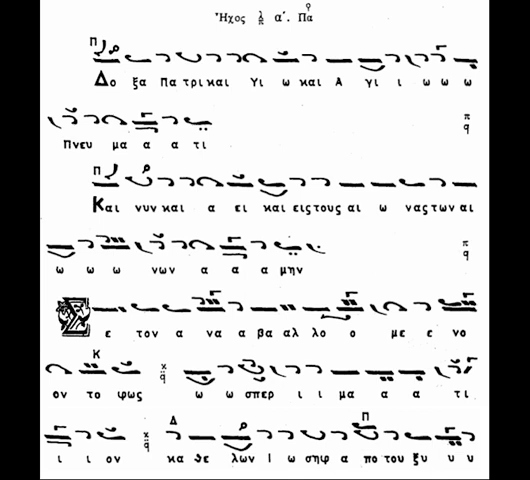 Ἦχος λ π α΄. Πα
Δο ξα Πα τρι και Υι ω και Α γι ι ω ω ω
Πνευ μα α α τι
Και νυν και α ει και εις τους αι ω νας των αι
ω ω ω νων α α α μην
Σ ε τον α να α βα αλ λο ο με ε νο
ον το φως ω ω σπερ ι ι μα α α τι
ι ι ον κα θε λων Ι ω σηφ α πο του ξυ υ υ